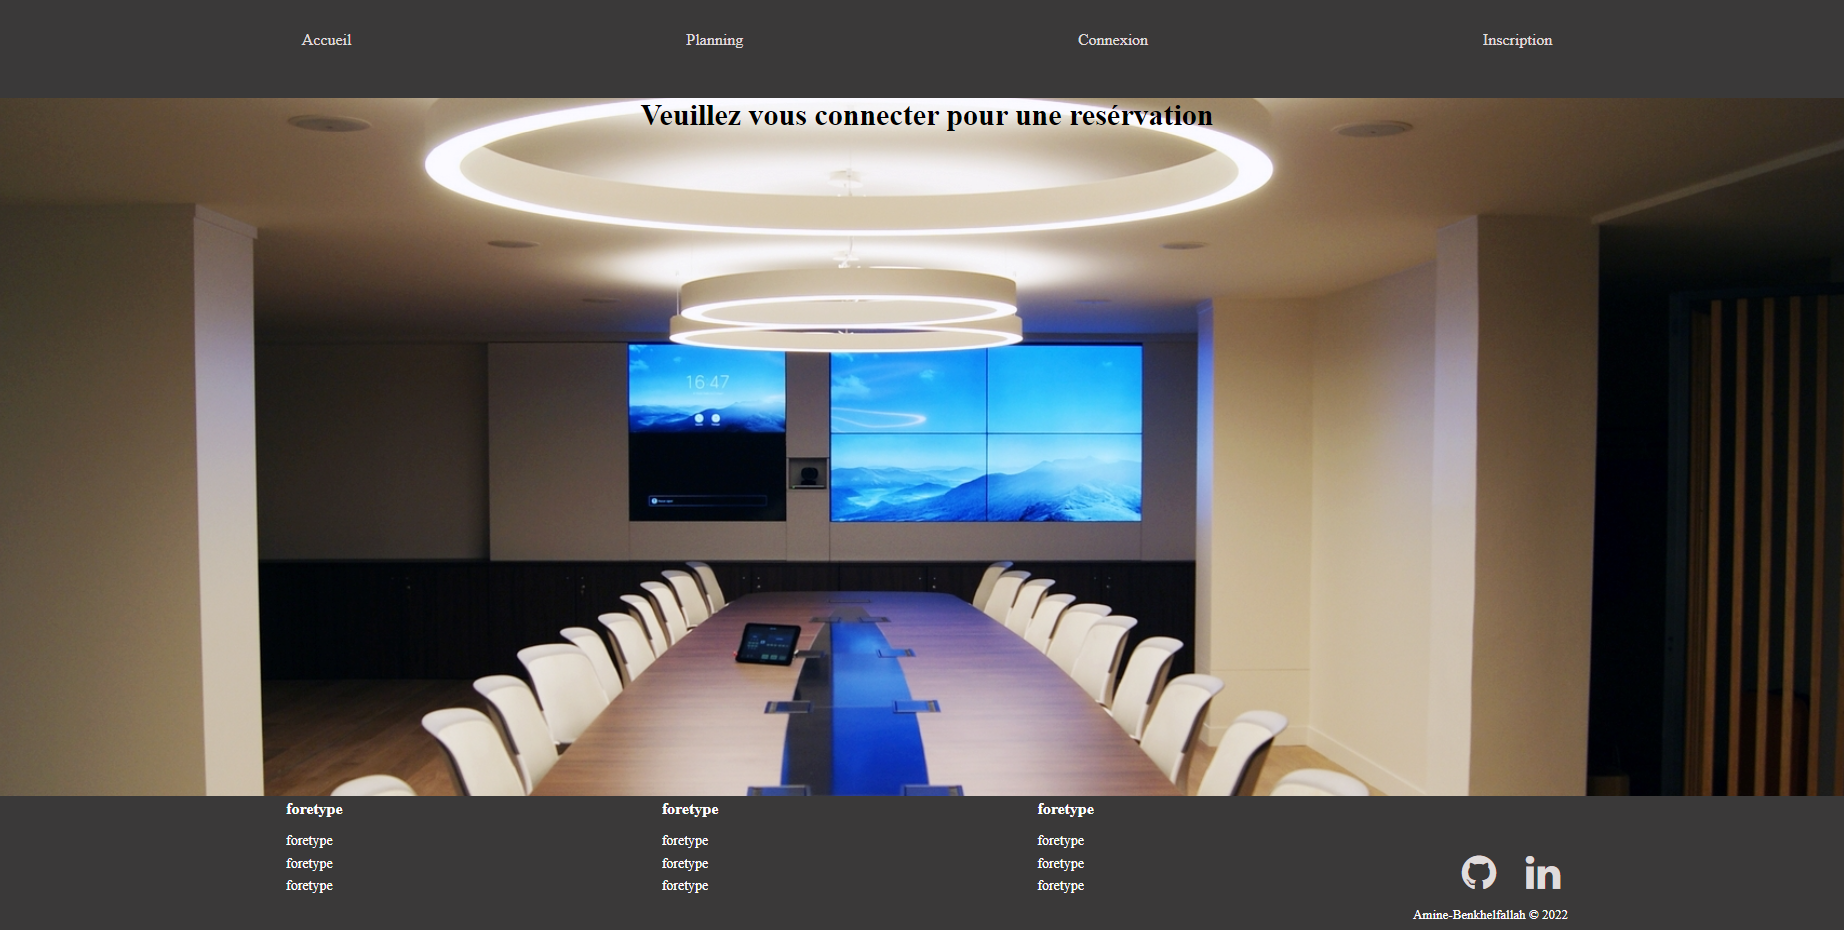 Accueil Planning Connexion Inscription
Veuillez vous connecter pour une resérvation
16 47
foretype foretype foretype
foretype foretype foretype
foretype foretype foretype
foretype foretype foretype
Amine-Benkhelfallah © 2022